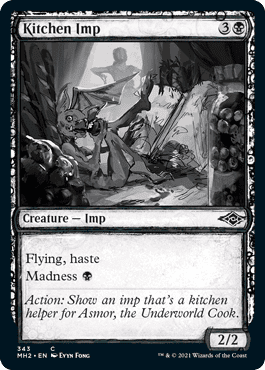 Kitchen Imp 3
Creature — Imp
Flying, haste
Madness
Action: Show an imp that's a kitchen
helper for Asmor, the Underworld Cook.
2/2
343 C
MH2 • EN Evyn Fong
™ & © 2021 Wizards of the Coast